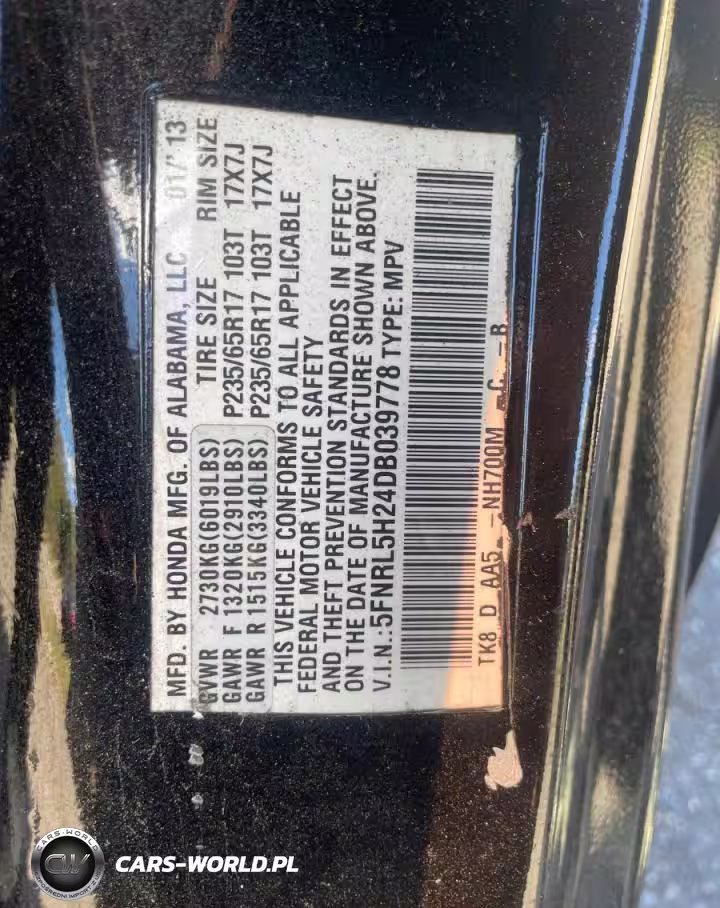 MFD. BY HONDA MFG. OF ALABAMA, LLC 01/'13
GVWR 2730KG(6019LBS) TIRE SIZE RIM SIZE
GAWR F 1320KG(2910LBS) P235/65R17 103T 17X7J
GAWR R 1515KG(3340LBS) P235/65R17 103T 17X7J
THIS VEHICLE CONFORMS TO ALL APPLICABLE
FEDERAL MOTOR VEHICLE SAFETY
AND THEFT PREVENTION STANDARDS IN EFFECT
ON THE DATE OF MANUFACTURE SHOWN ABOVE.
V.I.N.:5FNRL5H24DB039778 TYPE: MPV
TK8 D AA5 -NH700M -C -B
CARS-WORLD
CARS-WORLD.PL